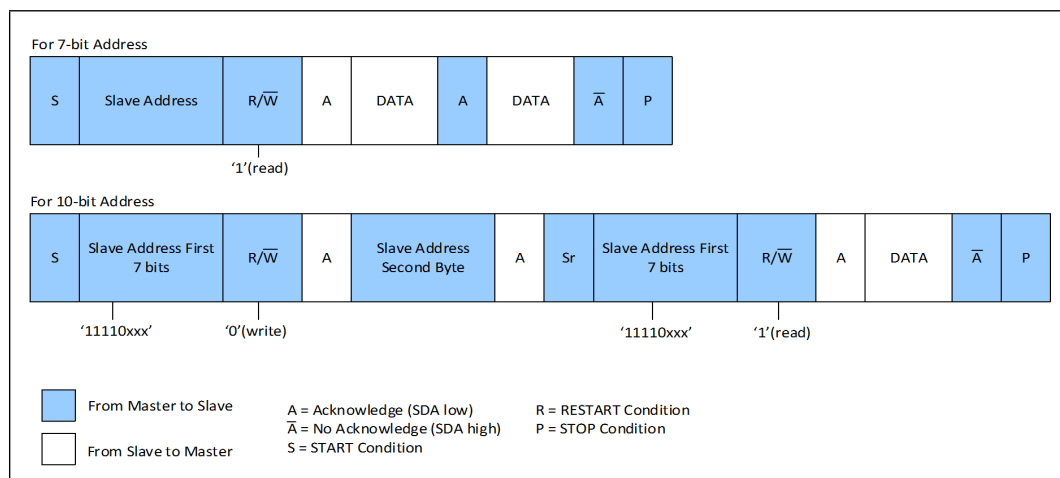 For 7-bit Address
S Slave Address R/W̅ A DATA A DATA A̅ P
‘1’(read)
For 10-bit Address
S Slave Address First 7 bits R/W̅ A Slave Address Second Byte A Sr Slave Address First 7 bits R/W̅ A DATA A̅ P
‘11110xxx’ ‘0’(write) ‘11110xxx’ ‘1’(read)
From Master to Slave
From Slave to Master
A = Acknowledge (SDA low)
A̅ = No Acknowledge (SDA high)
S = START Condition
R = RESTART Condition
P = STOP Condition